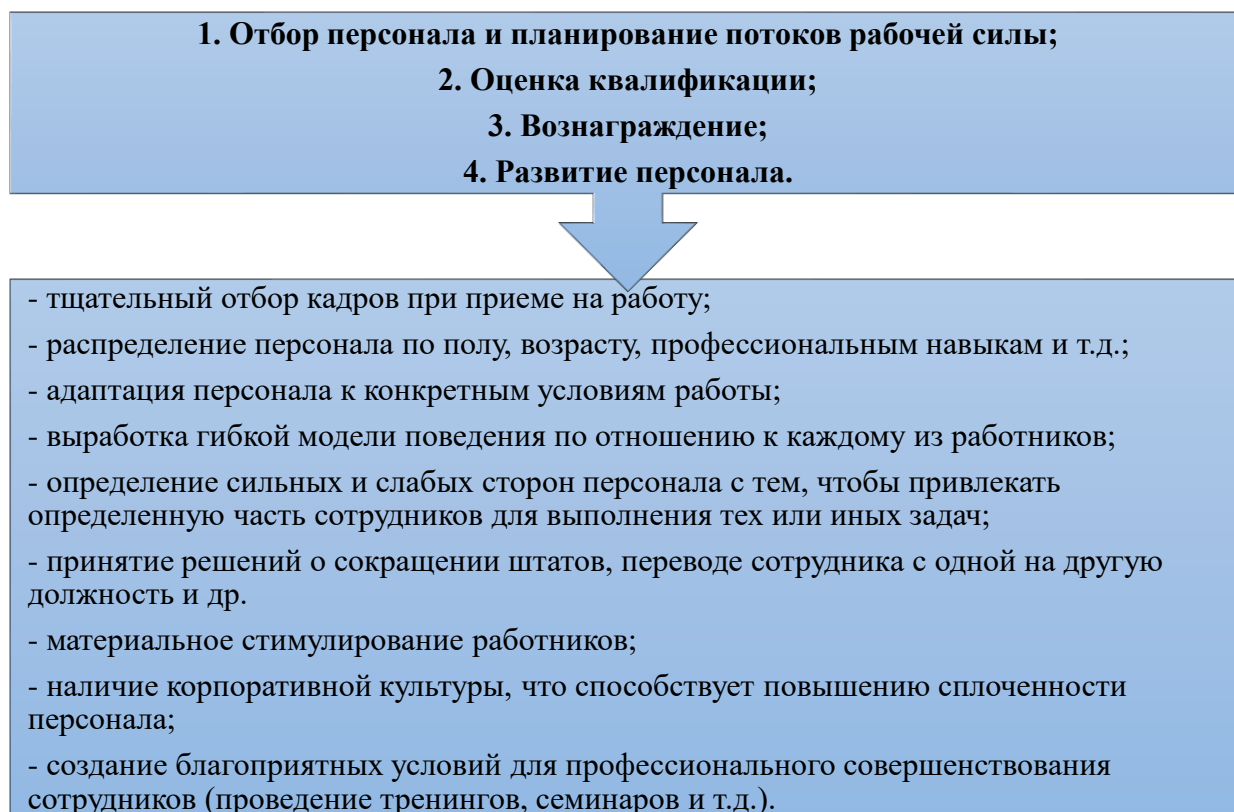 1. Отбор персонала и планирование потоков рабочей силы;
2. Оценка квалификации;
3. Вознаграждение;
4. Развитие персонала.
- тщательный отбор кадров при приеме на работу;
- распределение персонала по полу, возрасту, профессиональным навыкам и т.д.;
- адаптация персонала к конкретным условиям работы;
- выработка гибкой модели поведения по отношению к каждому из работников;
- определение сильных и слабых сторон персонала с тем, чтобы привлекать
определенную часть сотрудников для выполнения тех или иных задач;
- принятие решений о сокращении штатов, переводе сотрудника с одной на другую
должность и др.
- материальное стимулирование работников;
- наличие корпоративной культуры, что способствует повышению сплоченности
персонала;
- создание благоприятных условий для профессионального совершенствования
сотрудников (проведение тренингов, семинаров и т.д.).